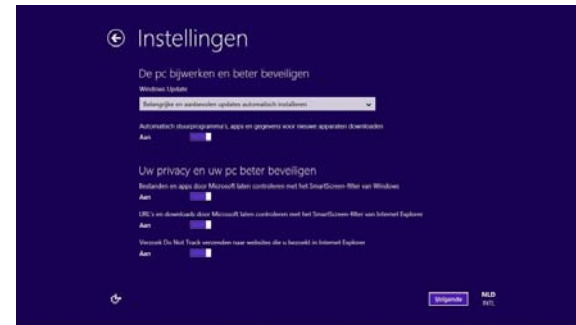 Instellingen
De pc bijwerken en beter beveiligen
Windows Update
Belangrijke en aanbevolen updates automatisch installeren
Automatisch stuurprogramma's, apps en gegevens voor nieuwe apparaten downloaden
Aan
Uw privacy en uw pc beter beveiligen
Bestanden en apps door Microsoft laten controleren met het SmartScreen-filter van Windows
Aan
URL's en downloads door Microsoft laten controleren met het SmartScreen-filter van Internet Explorer
Aan
Verzoek Do Not Track verzenden naar websites die u bezoekt in Internet Explorer
Aan
Volgende
NLD
INTL